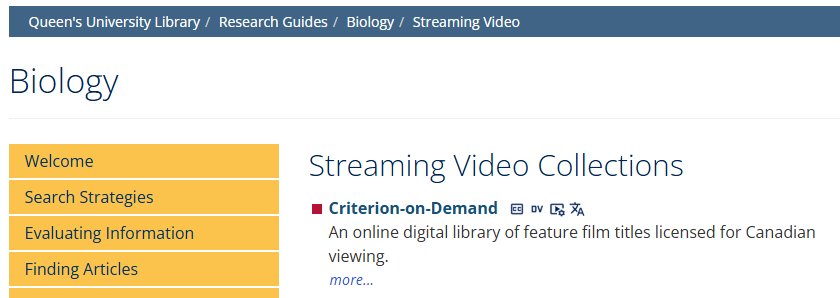 Queen's University Library / Research Guides / Biology / Streaming Video
Biology
Welcome
Search Strategies
Evaluating Information
Finding Articles
Streaming Video Collections
Criterion-on-Demand CC DV
An online digital library of feature film titles licensed for Canadian
viewing.
more...